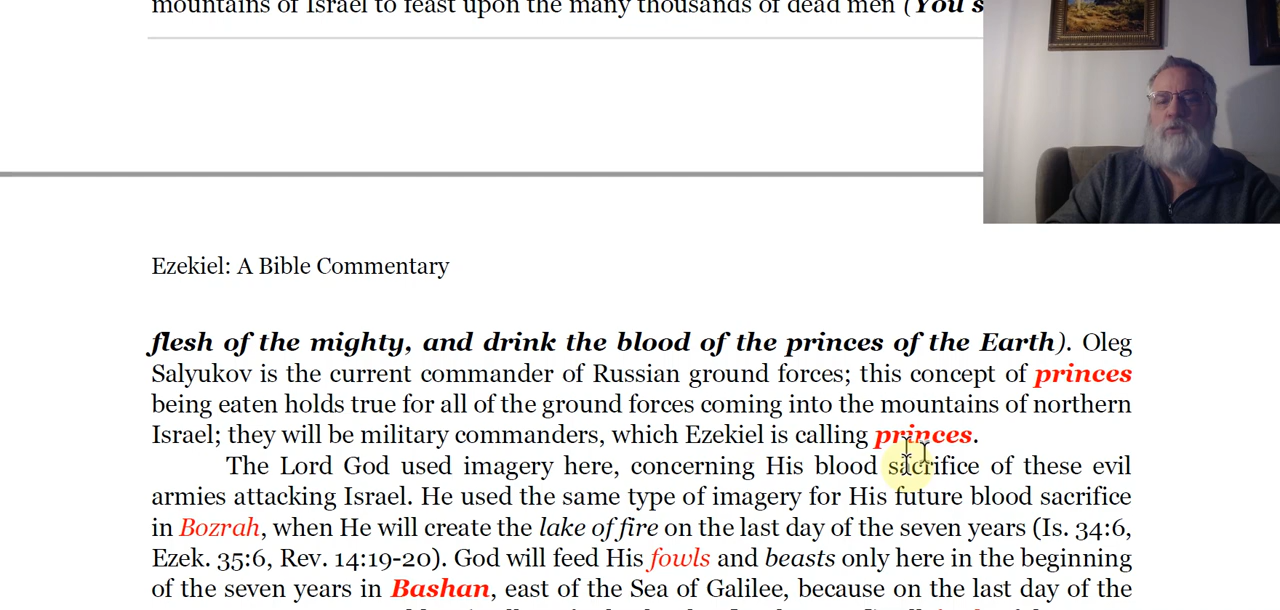 mountains of Israel to feast upon the many thousands of dead men (You s
Ezekiel: A Bible Commentary
flesh of the mighty, and drink the blood of the princes of the Earth). Oleg
Salyukov is the current commander of Russian ground forces; this concept of princes
being eaten holds true for all of the ground forces coming into the mountains of northern
Israel; they will be military commanders, which Ezekiel is calling princes.
The Lord God used imagery here, concerning His blood sacrifice of these evil
armies attacking Israel. He used the same type of imagery for His future blood sacrifice
in Bozrah, when He will create the lake of fire on the last day of the seven years (Is. 34:6,
Ezek. 35:6, Rev. 14:19-20). God will feed His fowls and beasts only here in the beginning
of the seven years in Bashan, east of the Sea of Galilee, because on the last day of the